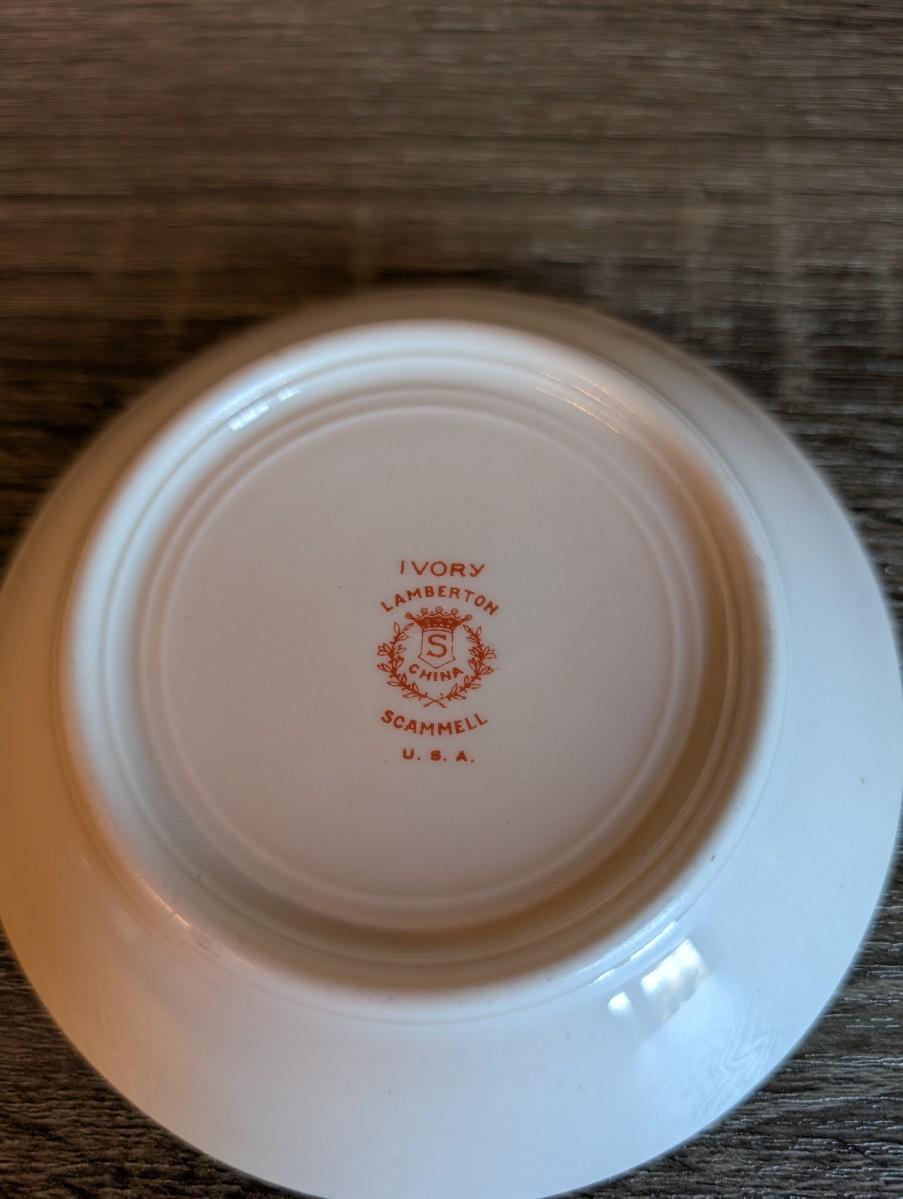 IVORY
LAMBERTON
S
CHINA
SCAMMELL
U. S. A.